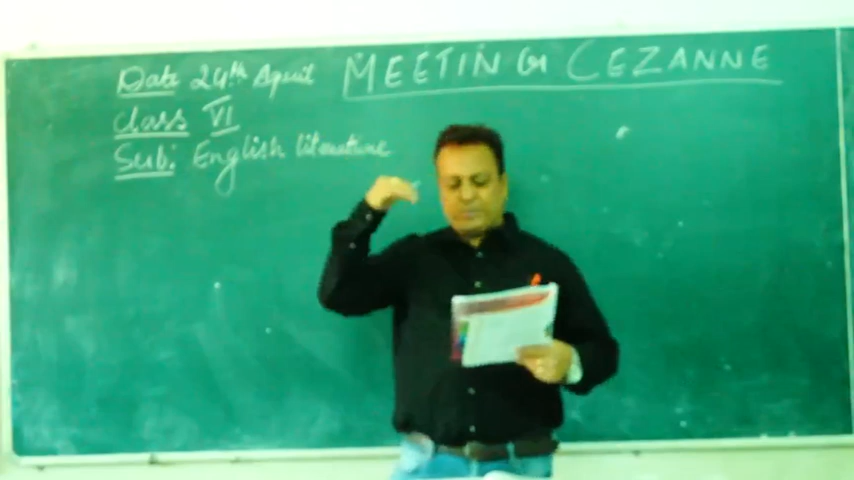 Date 24th April
MEETING CEZANNE
Class VI
Sub: English literature